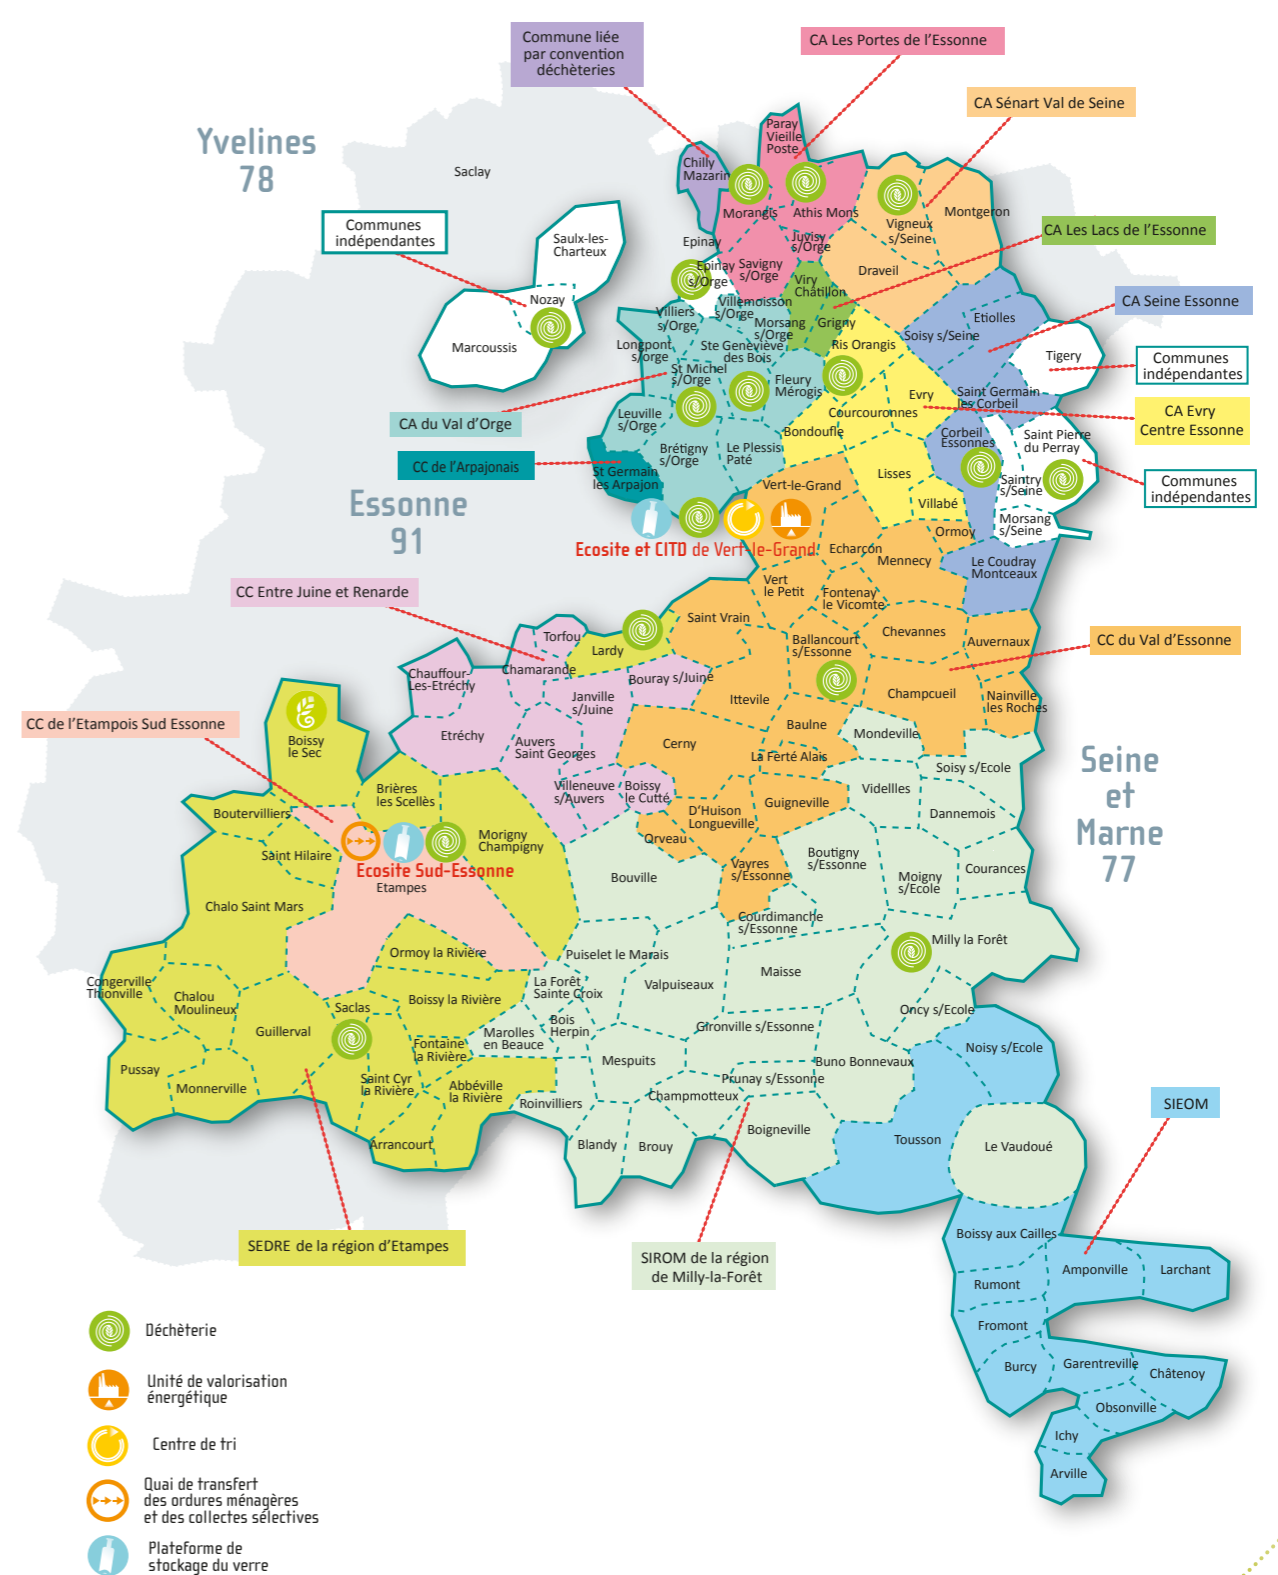 Commune liée
par convention
déchèteries
CA Les Portes de l'Essonne
CA Sénart Val de Seine
Yvelines
78
Saclay
Paray
Vieille
Poste
Chilly
Mazarin
Morangis
Athis Mons
Vigneux
s/Seine
Montgeron
Communes
indépendantes
Saulx-les-
Charteux
Nozay
Marcoussis
Epinay
Juvisy
s/Orge
CA Les Lacs de l'Essonne
Epinay
s/Orge
Savigny
s/Orge
Draveil
Viry
Châtillon
Grigny
Villemoisson
s/Orge
Villiers
s/Orge
Morsang
s/Orge
Longpont
s/orge
Ste Geneviève
des Bois
Ris Orangis
Soisy s/Seine
Etiolles
CA Seine Essonne
Tigery
Communes
indépendantes
St Michel
s/Orge
Fleury
Mérogis
Evry
Saint Germain
les Corbeil
Courcouronnes
CA Evry
Centre Essonne
CA du Val d'Orge
Leuville
s/Orge
Bondoufle
Brétigny
s/Orge
Le Plessis
Paté
Corbeil
Essonnes
Saint Pierre
du Perray
CC de l'Arpajonais
St Germain
les Arpajon
Lisses
Vert-le-Grand
Saintry
s/Seine
Communes
indépendantes
Essonne
91
Villabé
Morsang
s/Seine
Ormoy
Ecosite et CITD de Vert-le-Grand
Echarcon
Mennecy
Le Coudray
Montceaux
CC Entre Juine et Renarde
Vert
le Petit
Fontenay
le Vicomte
Saint Vrain
Torfou
Lardy
Ballancourt
s/Essonne
Chevannes
Auvernaux
CC du Val d'Essonne
Chauffour-
Les-Etréchy
Chamarande
Bouray s/Juine
Janville
s/Juine
Itteville
Champcueil
Nainville
les Roches
CC de l'Etampois Sud Essonne
Boissy
le Sec
Etréchy
Auvers
Saint Georges
Cerny
Baulne
Mondeville
La Ferté Alais
Soisy s/Ecole
Seine
et
Marne
77
Brières
les Scellès
Villeneuve
s/Auvers
Boissy
le Cutté
Videllles
Guigneville
D'Huison
Longueville
Dannemois
Boutervilliers
Morigny
Champigny
Orveau
Saint Hilaire
Ecosite Sud-Essonne
Etampes
Bouville
Vayres
s/Essonne
Boutigny
s/Essonne
Moigny
s/Ecole
Courances
Chalo Saint Mars
Courdimanche
s/Essonne
Milly la Forêt
Ormoy la Rivière
Puiselet le Marais
Maisse
Congerville
Thionville
Chalou
Moulineux
Boissy la Rivière
La Forêt
Sainte Croix
Valpuiseaux
Saclas
Oncy s/Ecole
Guillerval
Bois
Herpin
Gironville s/Essonne
Marolles
en Beauce
Fontaine
la Rivière
Noisy s/Ecole
Pussay
Mespuits
Buno Bonnevaux
Monnerville
Saint Cyr
la Rivière
Abbéville
la Rivière
Prunay s/Essonne
Champmotteux
Roinvilliers
SIEOM
Arrancourt
Blandy
Brouy
Boigneville
Tousson
Le Vaudoué
SEDRE de la région d'Etampes
SIROM de la région
de Milly-la-Forêt
Boissy aux Cailles
Amponville
Larchant
Rumont
Fromont
Burcy
Garentreville
Châtenoy
Obsonville
Ichy
Arville
Déchèterie
Unité de valorisation
énergétique
Centre de tri
Quai de transfert
des ordures ménagères
et des collectes sélectives
Plateforme de
stockage du verre